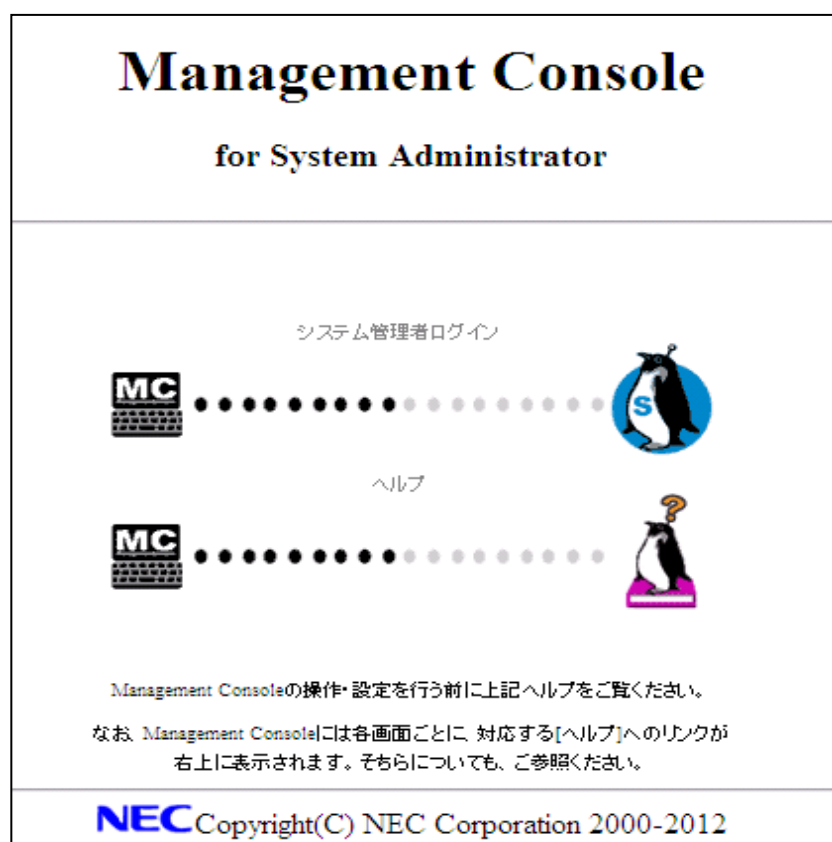 Management Console
for System Administrator
システム管理者ログイン
MC
S
ヘルプ
MC
?
Management Consoleの操作・設定を行う前に上記ヘルプをご覧ください。
なお、Management Consoleには各画面ごとに、対応する[ヘルプ]へのリンクが
右上に表示されます。そちらについても、ご参照ください。
NEC Copyright(C) NEC Corporation 2000-2012